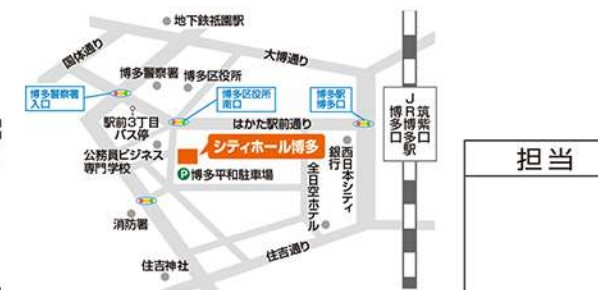 地下鉄祇園駅
国体通り
大博通り
博多警察署
博多区役所
博多警察署
入口
博多区役所
南口
博多駅
博多口
駅前3丁目
バス停
はかた駅前通り
筑紫口
JR博多駅
博多口
シティホール博多
公務員ビジネス
専門学校
P博多平和駐車場
西日本シティ
銀行
全日空ホテル
消防署
住吉通り
住吉神社
担当